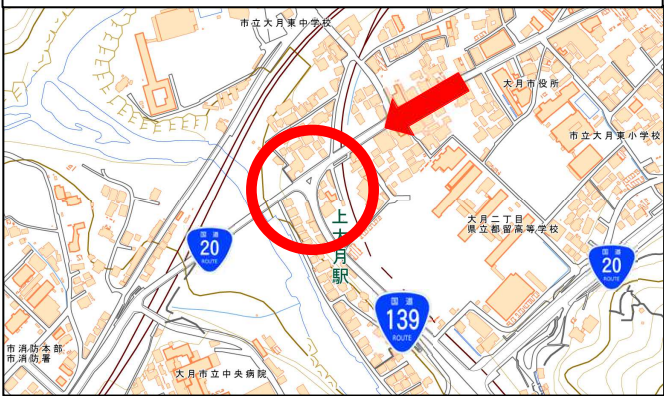 市立大月東中学校
大月市役所
市立大月東小学校
大月二丁目
県立都留高等学校
上大月駅
国道
20
ROUTE
国道
20
ROUTE
国道
139
ROUTE
市消防本部
市消防署
大月市立中央病院